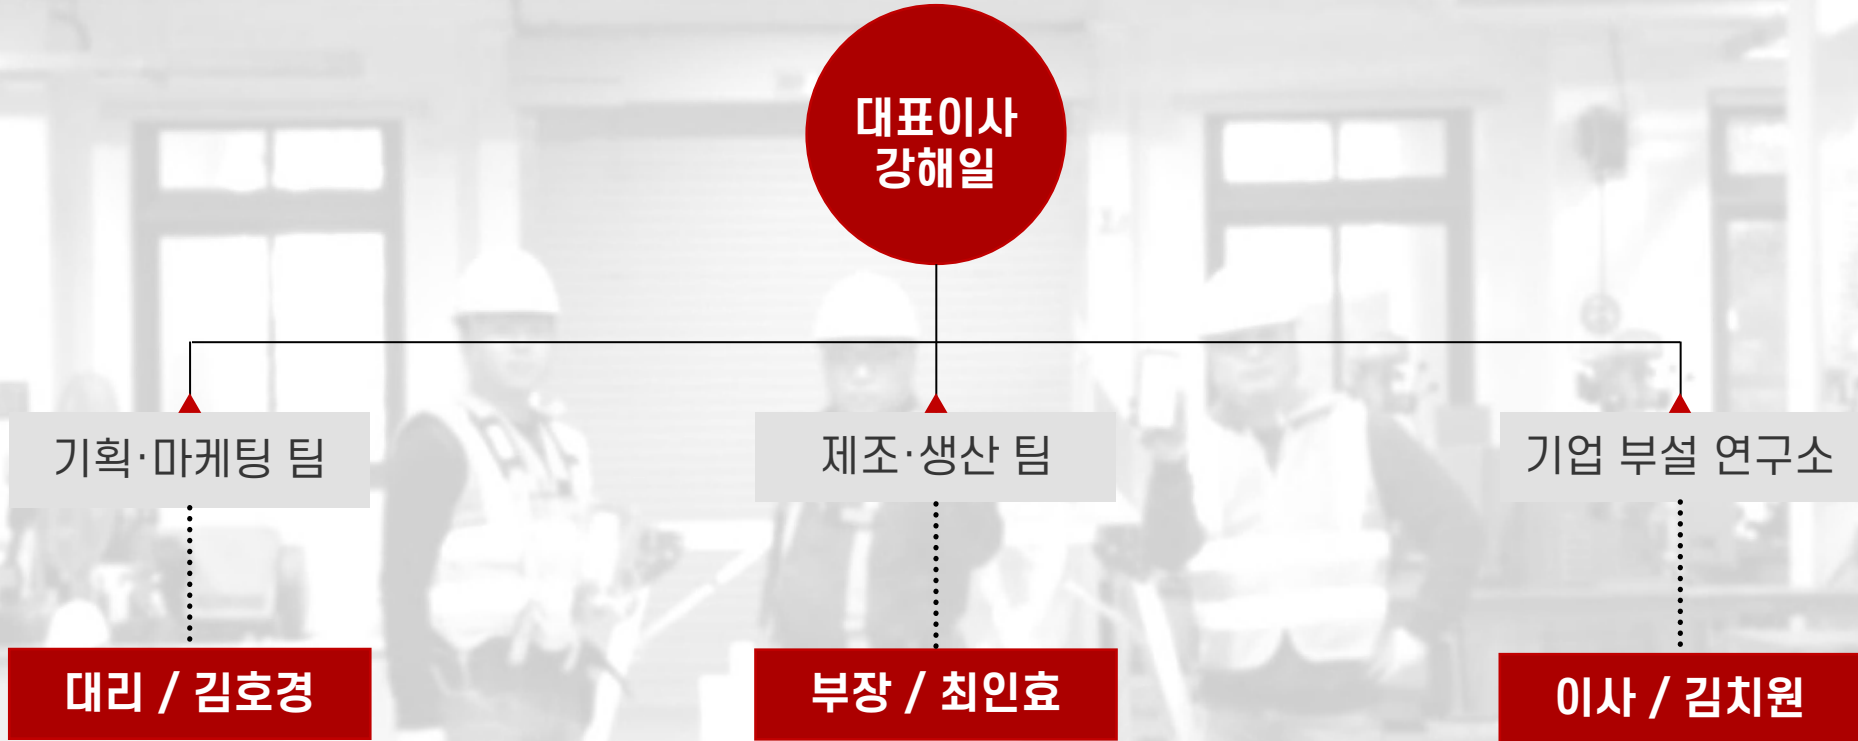 대표이사
강해일
기획·마케팅 팀
제조·생산 팀
기업 부설 연구소
대리 / 김호경
부장 / 최인효
이사 / 김치원